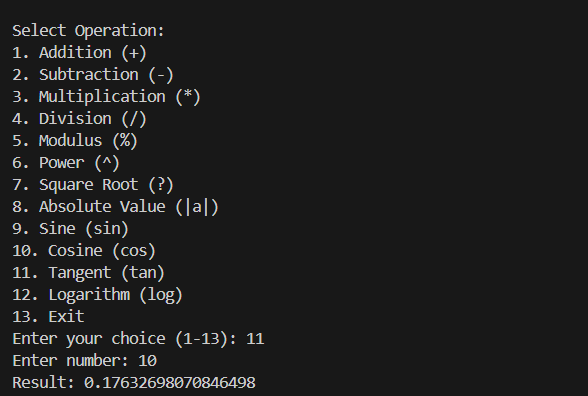 Select Operation:
1. Addition (+)
2. Subtraction (-)
3. Multiplication (*)
4. Division (/)
5. Modulus (%)
6. Power (^)
7. Square Root (?)
8. Absolute Value (|a|)
9. Sine (sin)
10. Cosine (cos)
11. Tangent (tan)
12. Logarithm (log)
13. Exit
Enter your choice (1-13): 11
Enter number: 10
Result: 0.17632698070846498